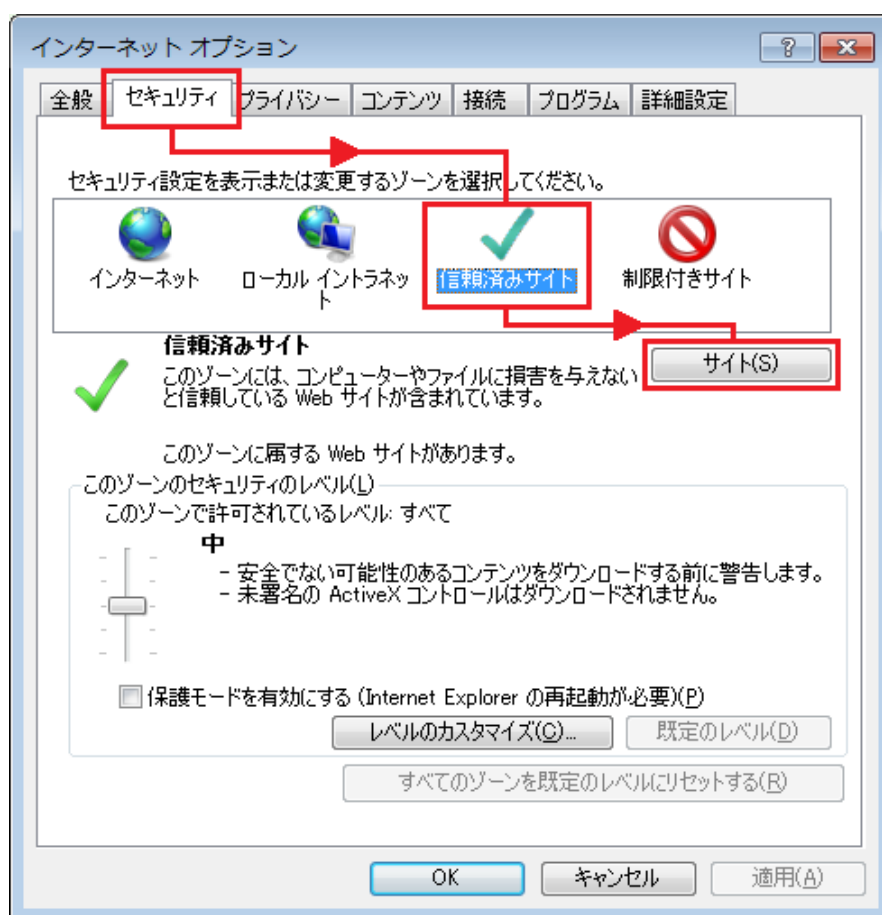 インターネット オプション
全般 セキュリティ プライバシー コンテンツ 接続 プログラム 詳細設定
セキュリティ設定を表示または変更するゾーンを選択してください。
インターネット
ローカル イントラネッ
ト
信頼済みサイト
制限付きサイト
信頼済みサイト
サイト(S)
このゾーンには、コンピューターやファイルに損害を与えない
と信頼している Web サイトが含まれています。
このゾーンに属する Web サイトがあります。
このゾーンのセキュリティのレベル(L)
このゾーンで許可されているレベル: すべて
中
- 安全でない可能性のあるコンテンツをダウンロードする前に警告します。
- 未署名の ActiveX コントロールはダウンロードされません。
保護モードを有効にする (Internet Explorer の再起動が必要)(P)
レベルのカスタマイズ(C)... 既定のレベル(D)
すべてのゾーンを既定のレベルにリセットする(R)
OK キャンセル 適用(A)